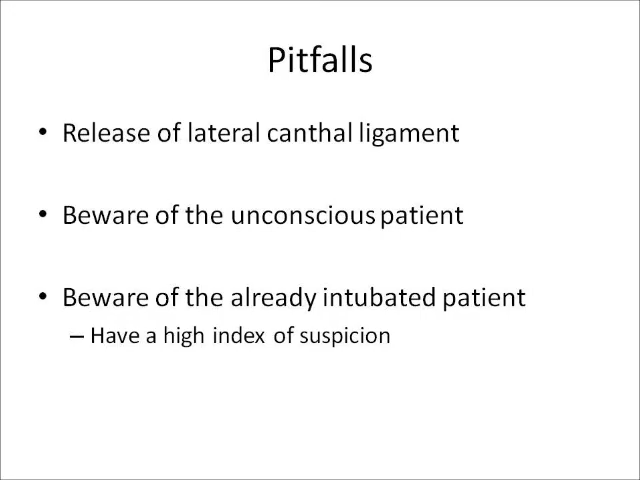 Pitfalls
• Release of lateral canthal ligament
• Beware of the unconscious patient
• Beware of the already intubated patient
– Have a high index of suspicion